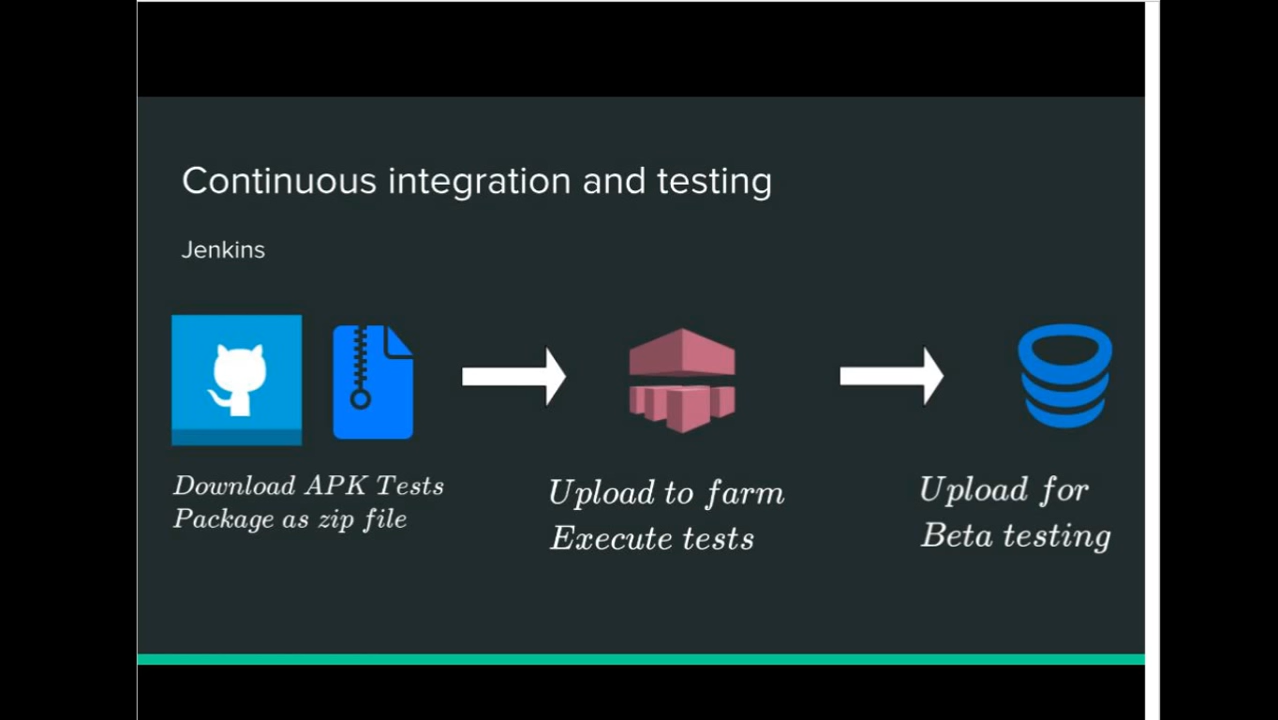 Continuous integration and testing
Jenkins
Download APK Tests
Package as zip file
Upload to farm
Execute tests
Upload for
Beta testing